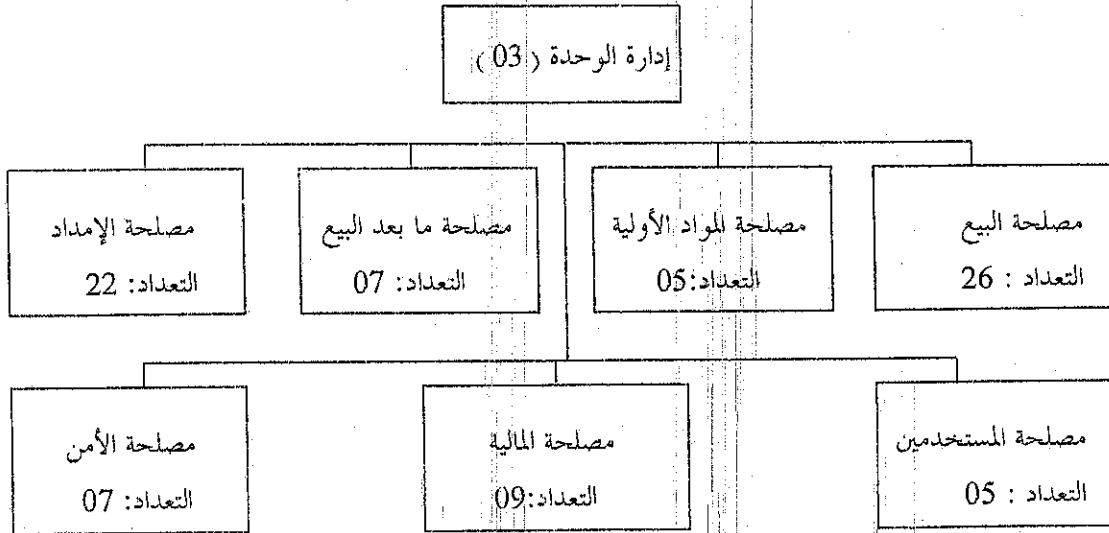 إدارة الوحدة ( 03 )
مصلحة البيع
التعداد : 26
مصلحة المواد الأولية
التعداد:05
مصلحة ما بعد البيع
التعداد: 07
مصلحة الإمداد
التعداد: 22
مصلحة المستخدمين
التعداد : 05
مصلحة المالية
التعداد:09
مصلحة الأمن
التعداد: 07